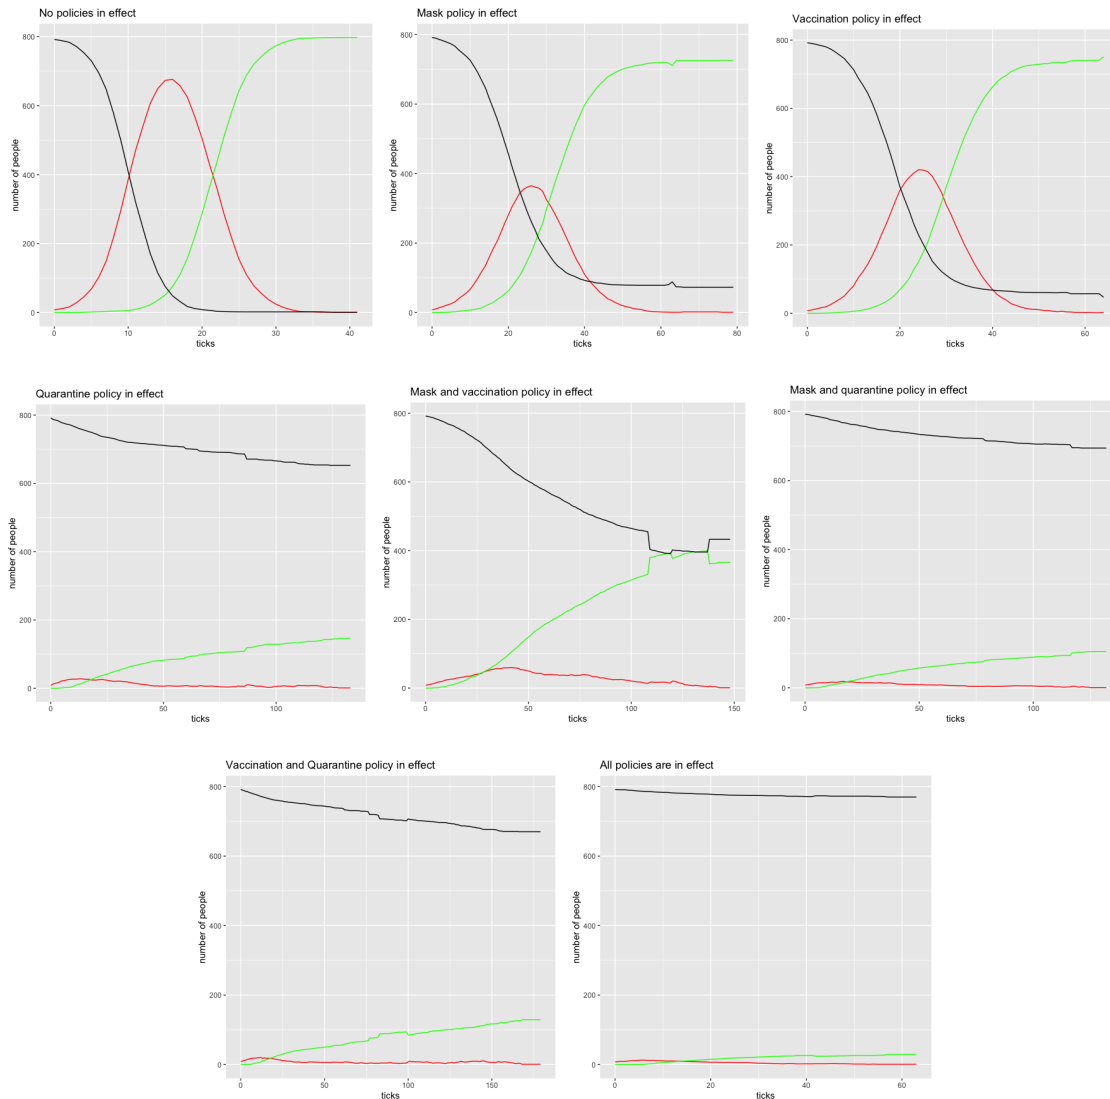 No policies in effect
800
600
400
200
0
number of people
0 10 20 30 40
ticks
Mask policy in effect
800
600
400
200
0
number of people
0 20 40 60 80
ticks
Vaccination policy in effect
800
600
400
200
0
number of people
0 20 40 60
ticks
Quarantine policy in effect
800
600
400
200
0
number of people
0 50 100
ticks
Mask and vaccination policy in effect
800
600
400
200
0
number of people
0 50 100 150
ticks
Mask and quarantine policy in effect
800
600
400
200
0
number of people
0 50 100
ticks
Vaccination and Quarantine policy in effect
800
600
400
200
0
number of people
0 50 100 150
ticks
All policies are in effect
800
600
400
200
0
number of people
0 20 40 60
ticks